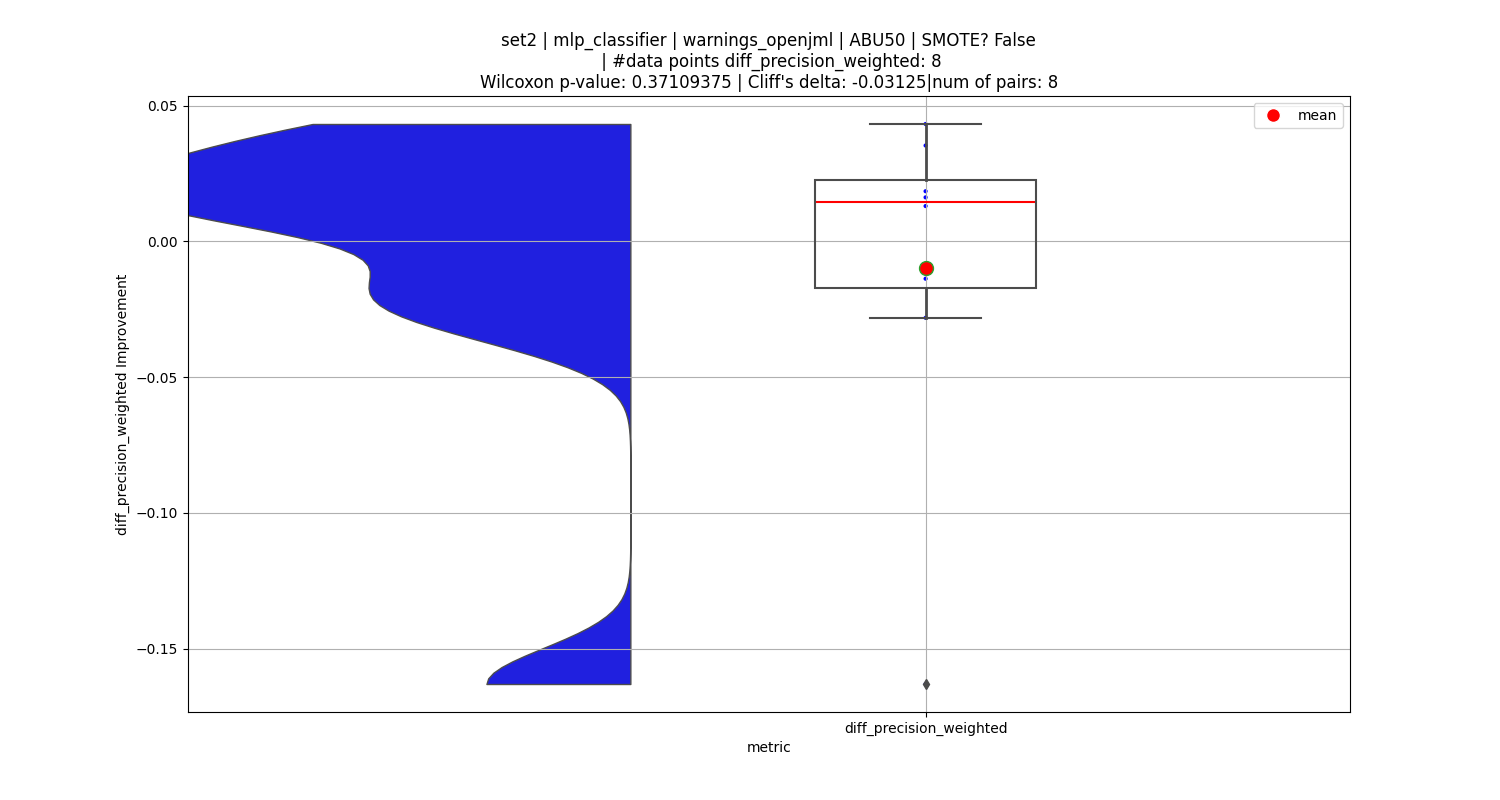 set2 | mlp_classifier | warnings_openjml | ABU50 | SMOTE? False
| #data points diff_precision_weighted: 8
Wilcoxon p-value: 0.37109375 | Cliff's delta: -0.03125|num of pairs: 8
mean
0.05
0.00
−0.05
−0.10
−0.15
diff_precision_weighted Improvement
diff_precision_weighted
metric